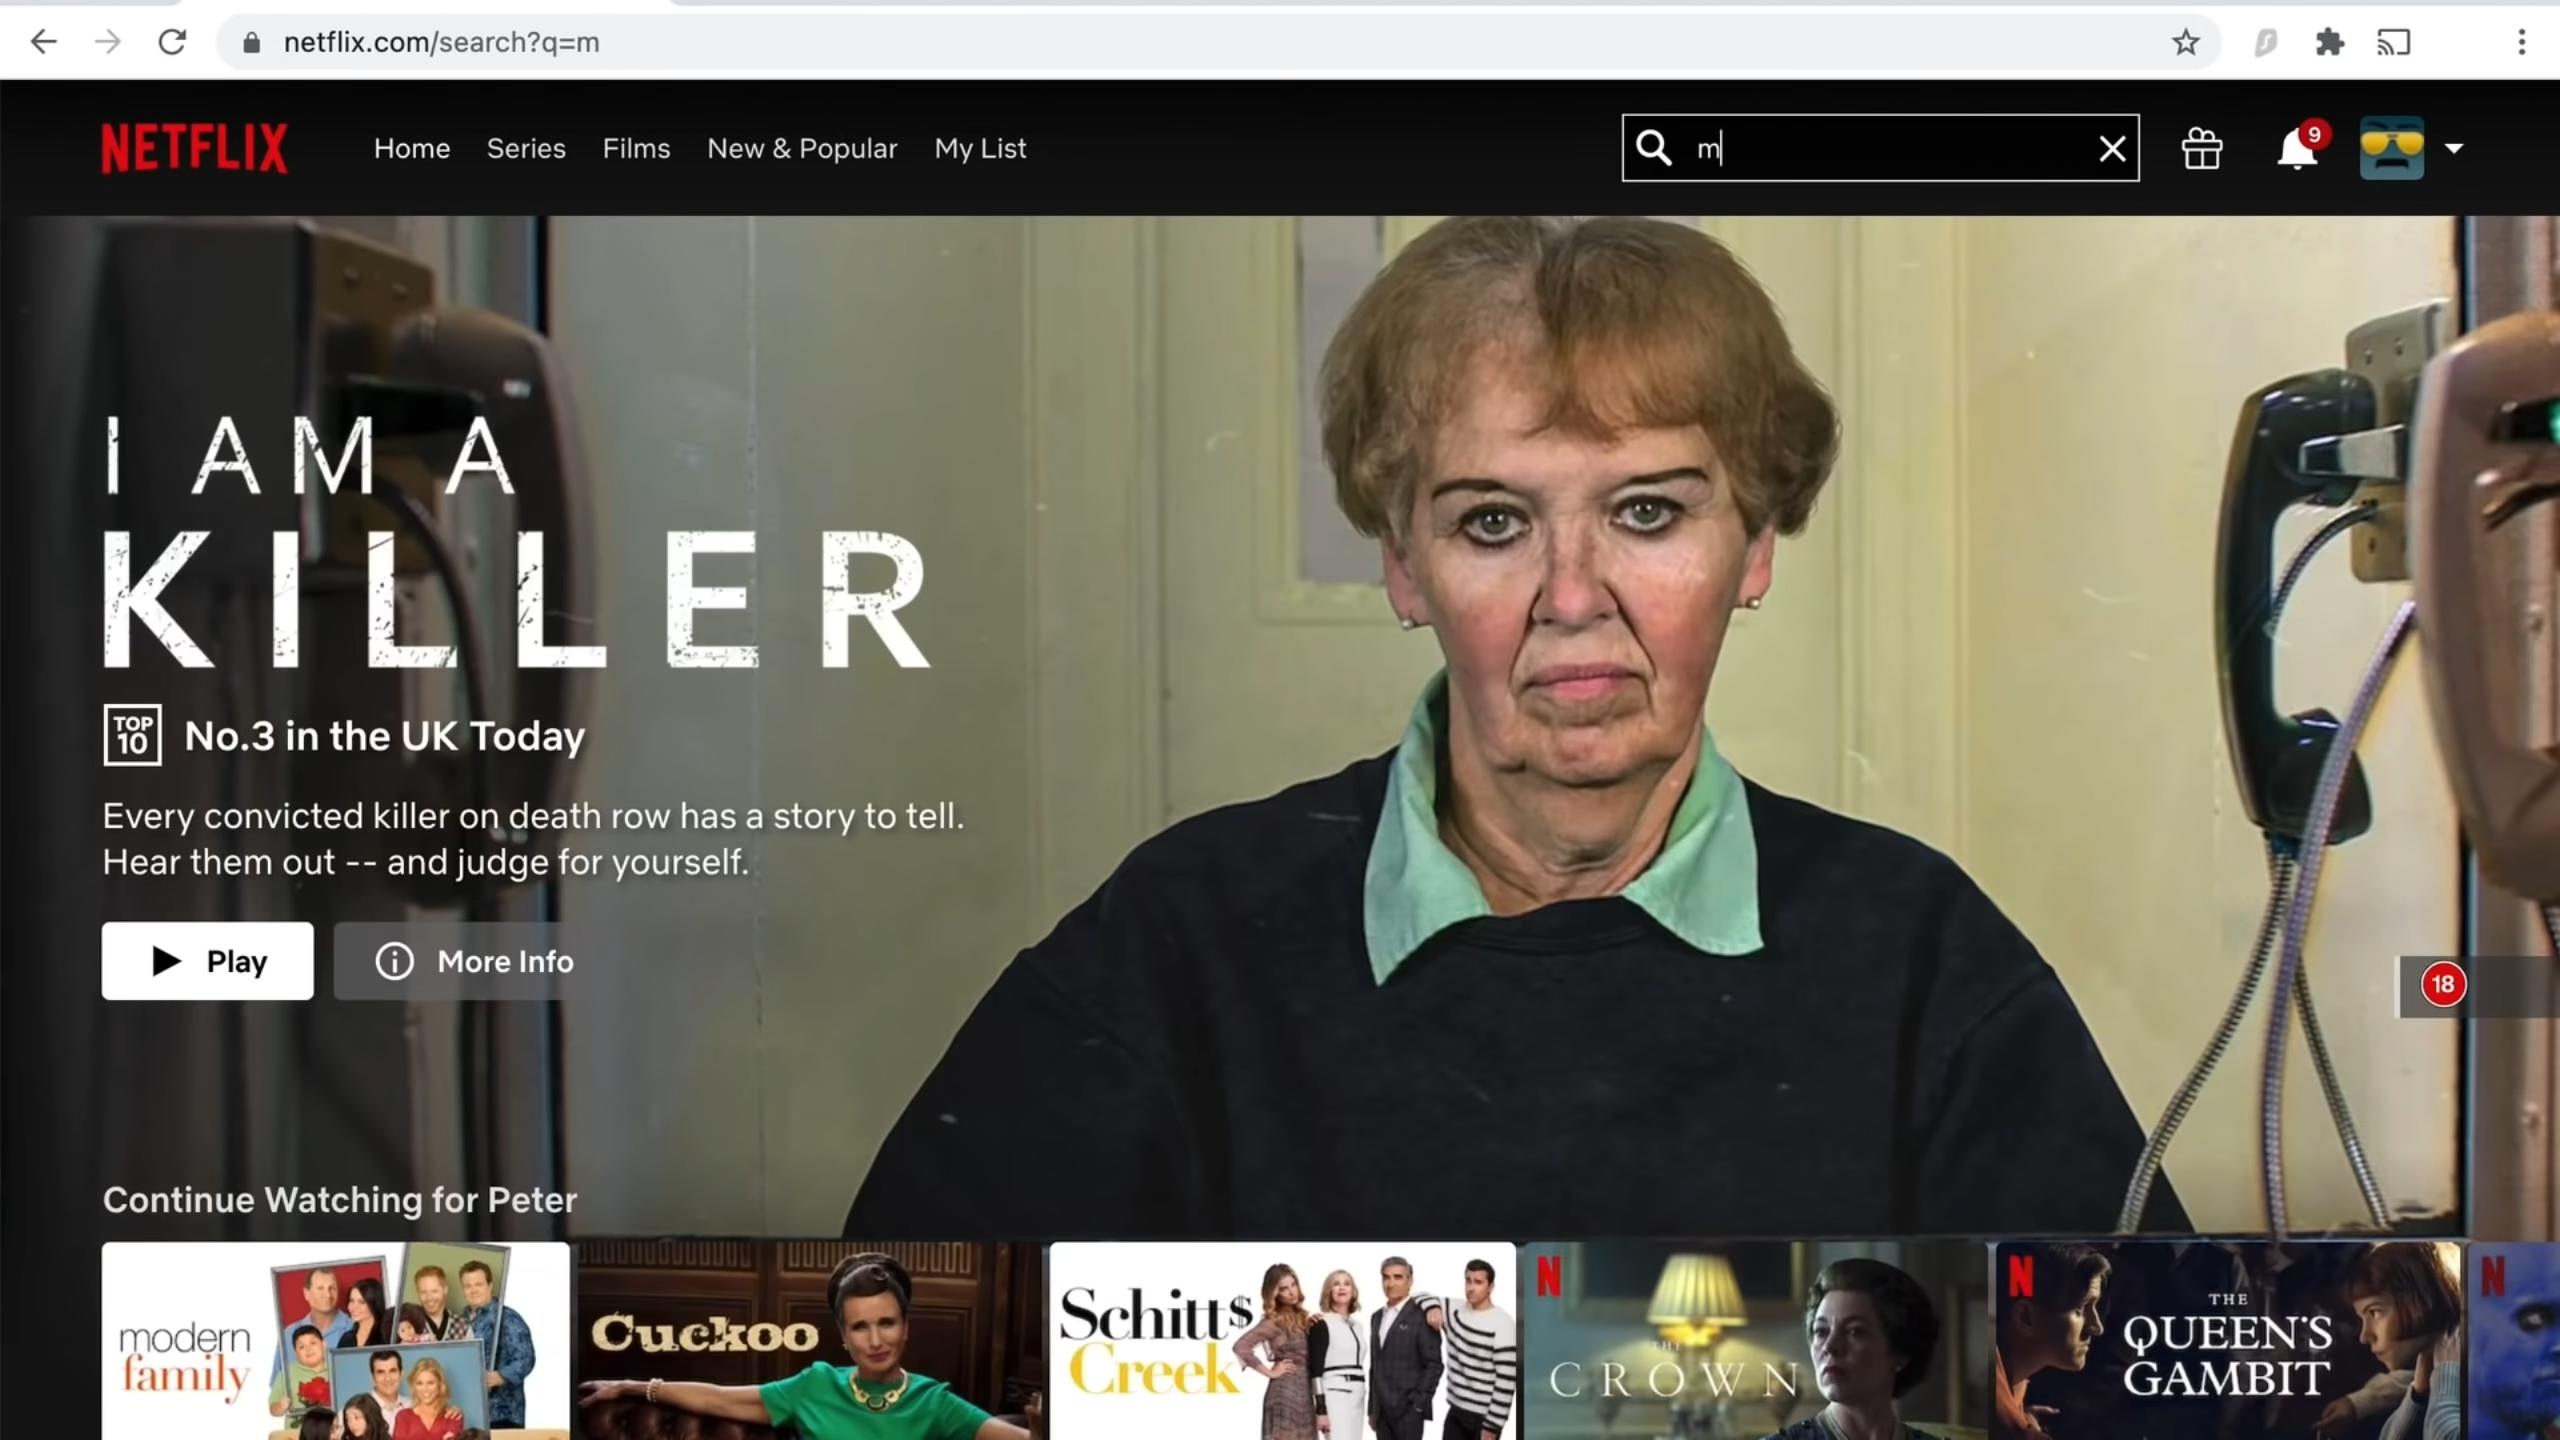 netflix.com/search?q=m
NETFLIX Home Series Films New & Popular My List m 9
I AM A
KILLER
TOP 10 No.3 in the UK Today
Every convicted killer on death row has a story to tell.
Hear them out -- and judge for yourself.
Play More Info
18
Continue Watching for Peter
modern
family
Cuckoo
Schitt$
Creek
N
THE
CROWN
N
THE
QUEEN'S
GAMBIT
N